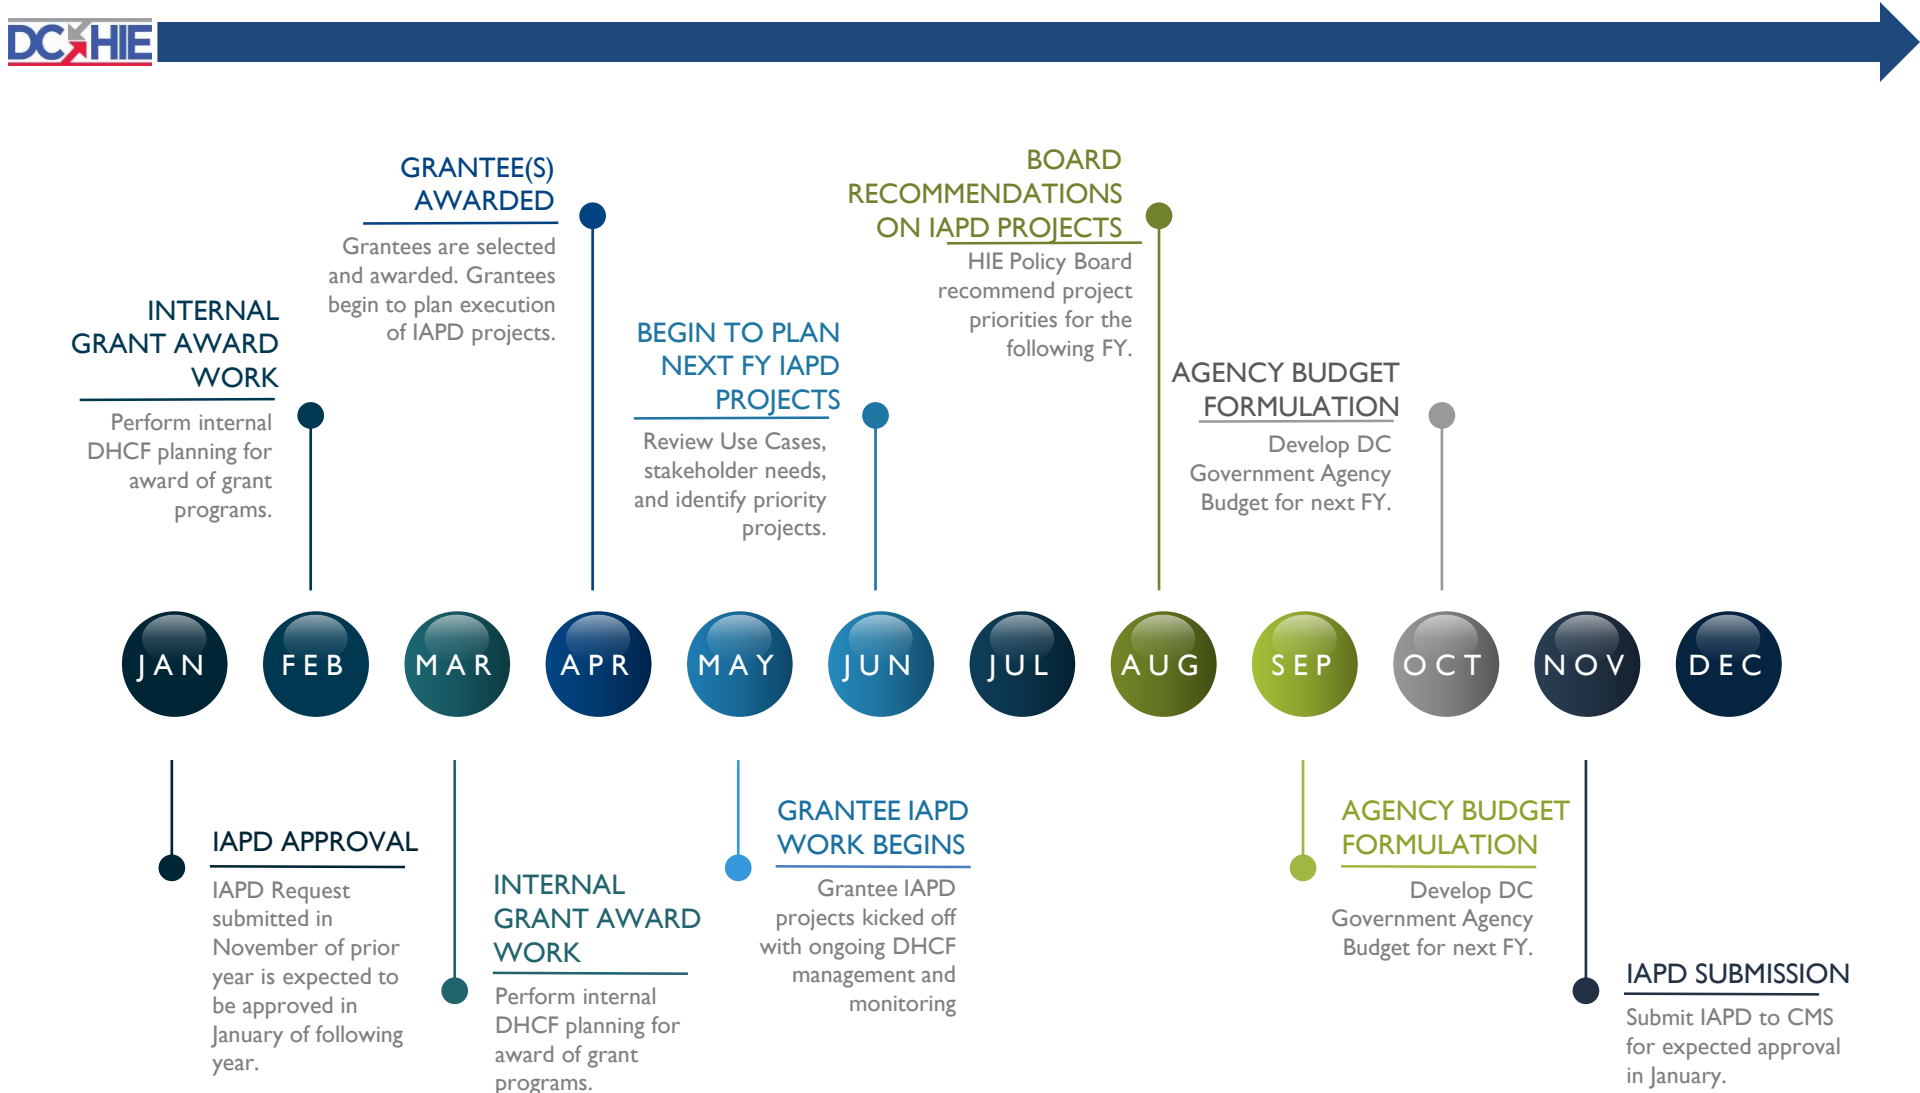 DC HIE
GRANTEE(S)
AWARDED
Grantees are selected
and awarded. Grantees
begin to plan execution
of IAPD projects.
BOARD
RECOMMENDATIONS
ON IAPD PROJECTS
HIE Policy Board
recommend project
priorities for the
following FY.
INTERNAL
GRANT AWARD
WORK
Perform internal
DHCF planning for
award of grant
programs.
BEGIN TO PLAN
NEXT FY IAPD
PROJECTS
Review Use Cases,
stakeholder needs,
and identify priority
projects.
AGENCY BUDGET
FORMULATION
Develop DC
Government Agency
Budget for next FY.
JAN
FEB
MAR
APR
MAY
JUN
JUL
AUG
SEP
OCT
NOV
DEC
IAPD APPROVAL
IAPD Request
submitted in
November of prior
year is expected to
be approved in
January of following
year.
INTERNAL
GRANT AWARD
WORK
Perform internal
DHCF planning for
award of grant
programs.
GRANTEE IAPD
WORK BEGINS
Grantee IAPD
projects kicked off
with ongoing DHCF
management and
monitoring
AGENCY BUDGET
FORMULATION
Develop DC
Government Agency
Budget for next FY.
IAPD SUBMISSION
Submit IAPD to CMS
for expected approval
in January.